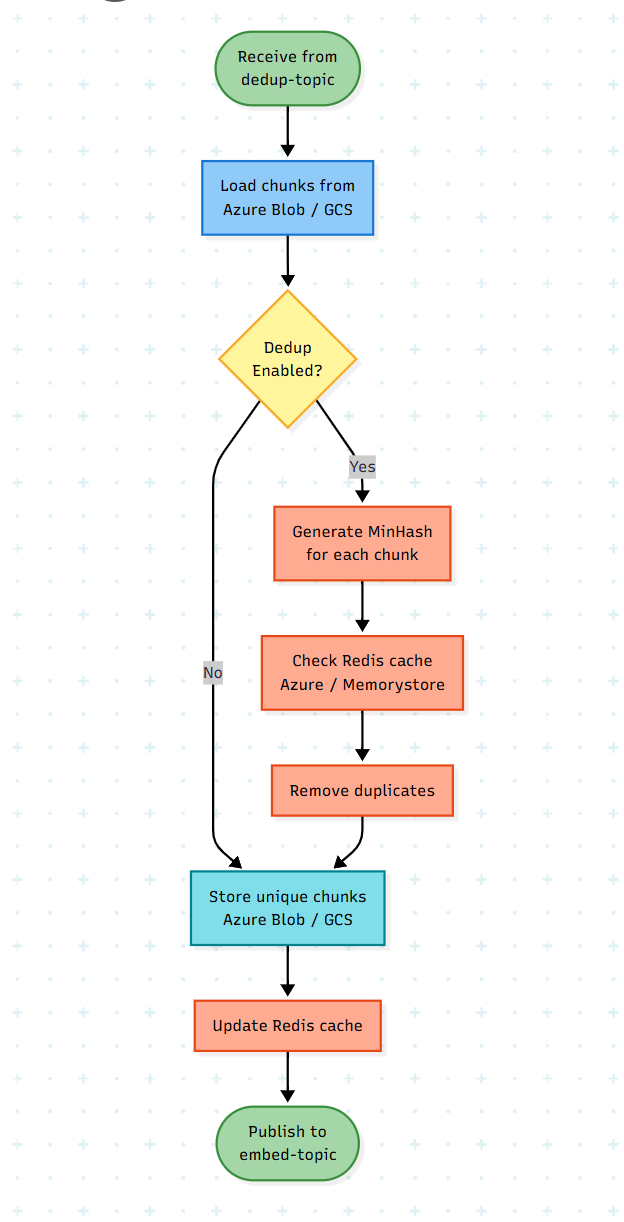 Receive from
dedup-topic
Load chunks from
Azure Blob / GCS
Dedup
Enabled?
Yes
Generate MinHash
for each chunk
Check Redis cache
Azure / Memorystore
No
Remove duplicates
Store unique chunks
Azure Blob / GCS
Update Redis cache
Publish to
embed-topic